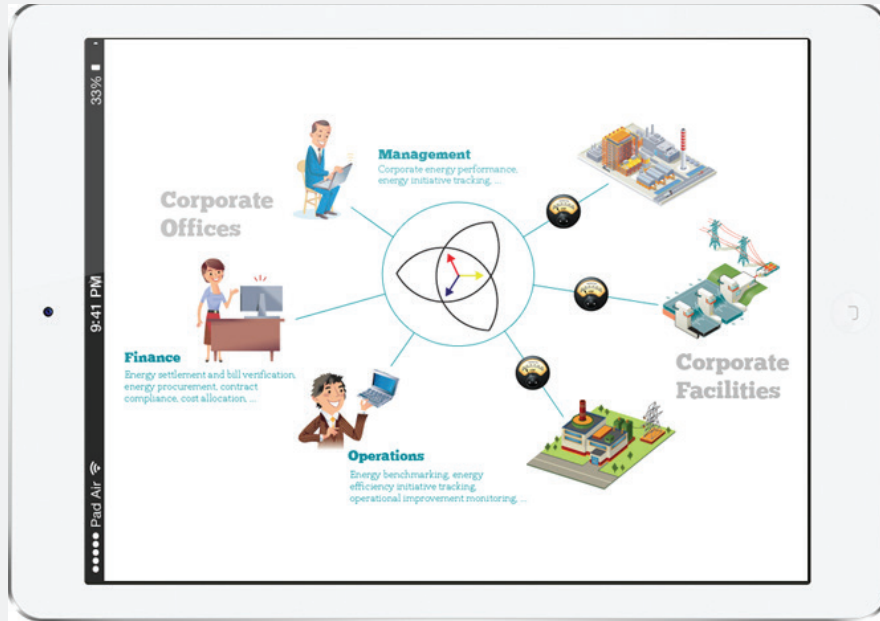 33%
9:41 PM
Pad Air
Corporate
Offices
Management
Corporate energy performance,
energy initiative tracking, ...
Finance
Energy settlement and bill verification,
energy procurement, contract
compliance, cost allocation, ...
Operations
Energy benchmarking, energy
efficiency initiative tracking,
operational improvement monitoring, ...
Corporate
Facilities